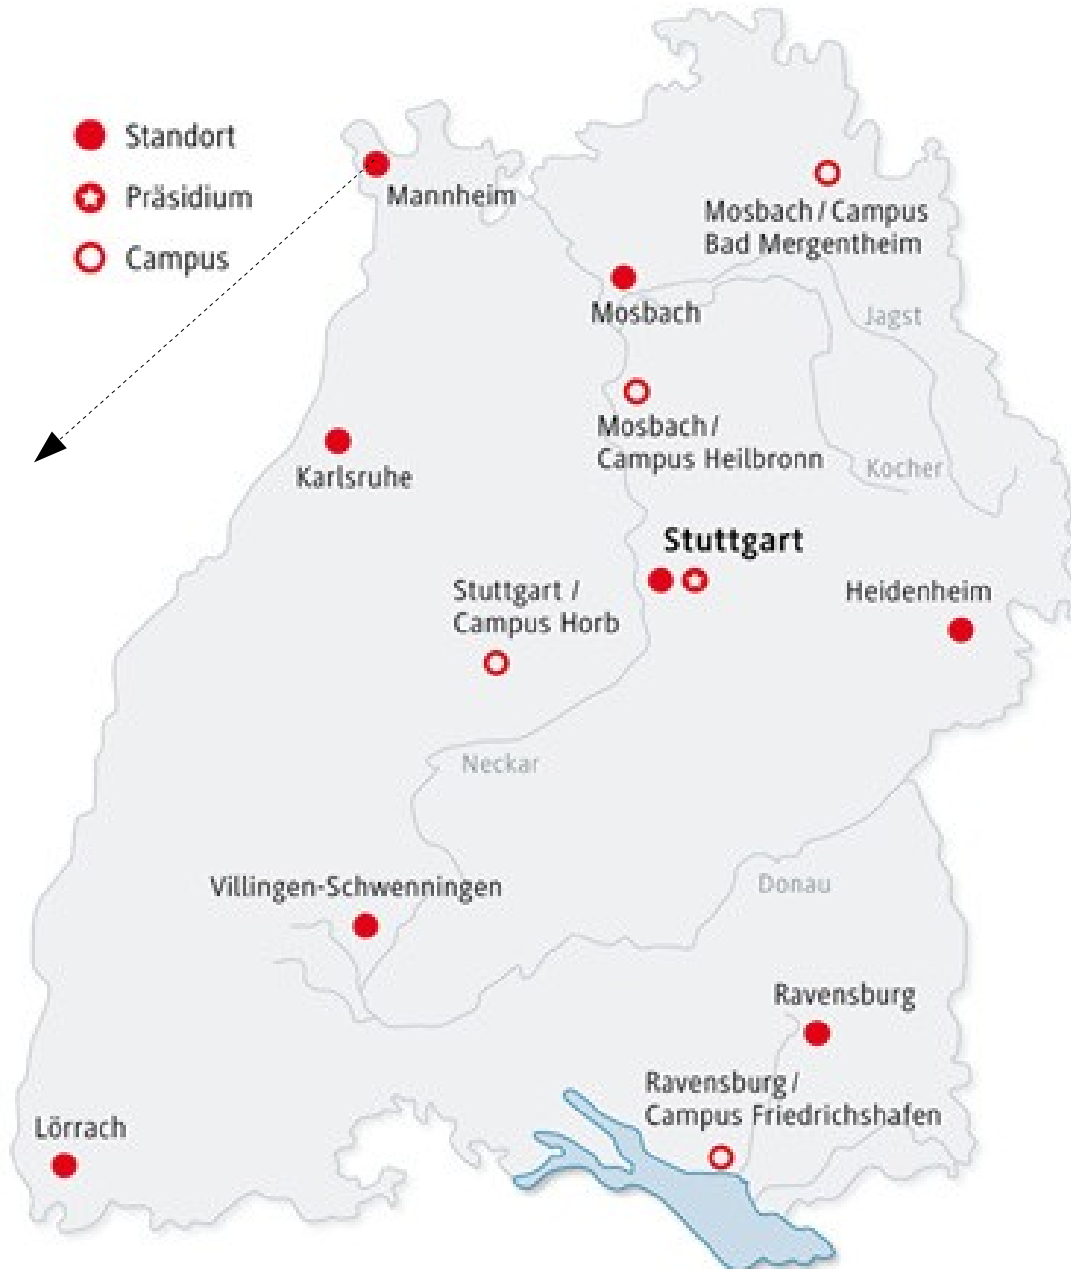 Standort
Präsidium
Campus
Mannheim
Mosbach / Campus
Bad Mergentheim
Mosbach
Jagst
Mosbach /
Campus Heilbronn
Karlsruhe
Kocher
Stuttgart
Stuttgart /
Campus Horb
Heidenheim
Neckar
Villingen-Schwenningen
Donau
Ravensburg
Ravensburg /
Campus Friedrichshafen
Lörrach